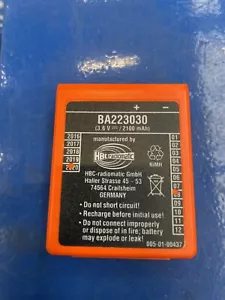 + -
BA223030
(3.6 V ⎓ / 2100 mAh)
manufactured by
HBC
radiomatic
NiMH
HBC-radiomatic GmbH
Haller Strasse 45 - 53
74564 Crailsheim
GERMANY
2016
2017
2018
2019
2020
01
02
03
04
05
06
07
08
09
10
11
12
• Do not short circuit!
• Recharge before initial use!
• Do not connect improperly
or dispose of in fire; battery
may explode or leak!
005-01-00437